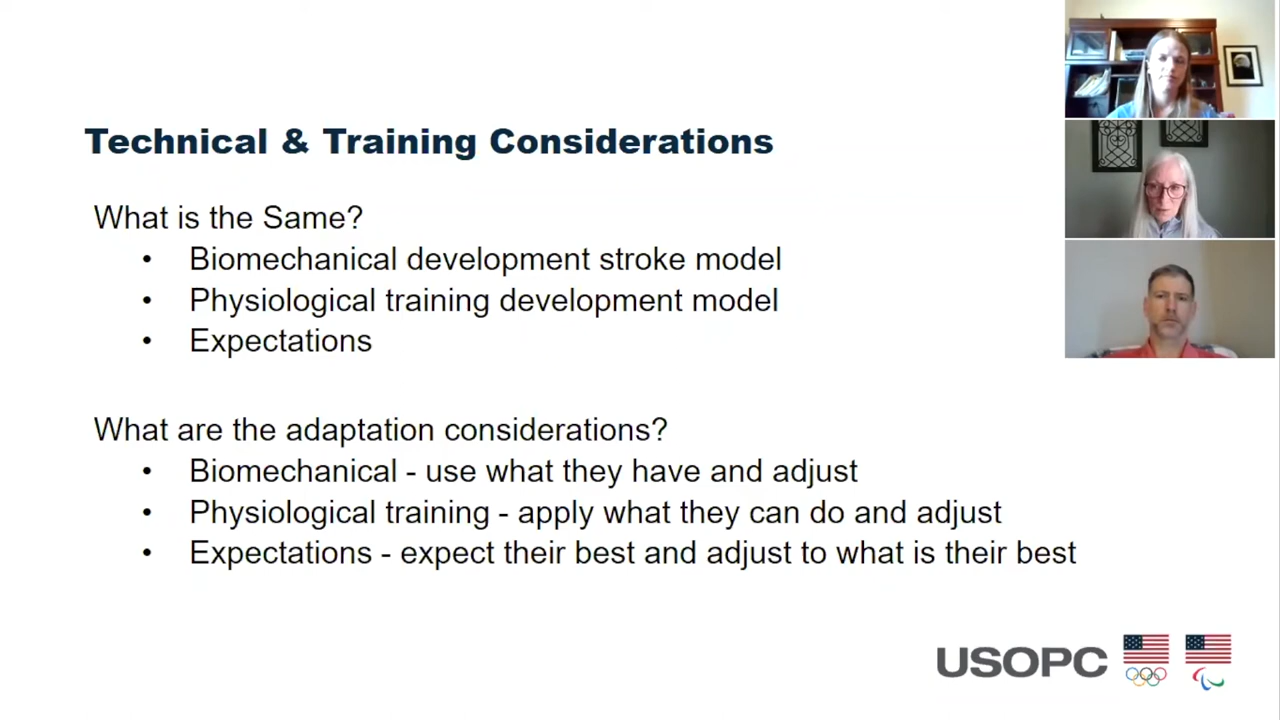 Technical & Training Considerations
What is the Same?
• Biomechanical development stroke model
• Physiological training development model
• Expectations
What are the adaptation considerations?
• Biomechanical - use what they have and adjust
• Physiological training - apply what they can do and adjust
• Expectations - expect their best and adjust to what is their best
USOPC